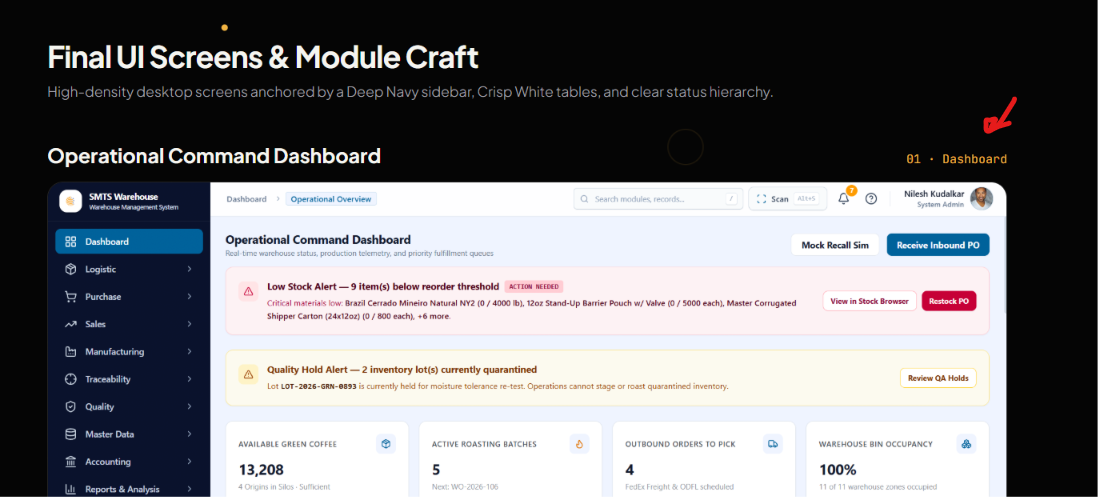 Final UI Screens & Module Craft
High-density desktop screens anchored by a Deep Navy sidebar, Crisp White tables, and clear status hierarchy.
Operational Command Dashboard
01 · Dashboard
SMTS Warehouse
Warehouse Management System
Dashboard
Logistic
Purchase
Sales
Manufacturing
Traceability
Quality
Master Data
Accounting
Reports & Analysis
Dashboard > Operational Overview
Search modules, records... /
Scan Alt+S
7
Nilesh Kudalkar
System Admin
Operational Command Dashboard
Real-time warehouse status, production telemetry, and priority fulfillment queues
Mock Recall Sim
Receive Inbound PO
Low Stock Alert — 9 item(s) below reorder threshold ACTION NEEDED
Critical materials low: Brazil Cerrado Mineiro Natural NY2 (0 / 4000 lb), 12oz Stand-Up Barrier Pouch w/ Valve (0 / 5000 each), Master Corrugated
Shipper Carton (24x12oz) (0 / 800 each), +6 more.
View in Stock Browser
Restock PO
Quality Hold Alert — 2 inventory lot(s) currently quarantined
Lot LOT-2026-GRN-0893 is currently held for moisture tolerance re-test. Operations cannot stage or roast quarantined inventory.
Review QA Holds
AVAILABLE GREEN COFFEE
13,208
4 Origins in Silos · Sufficient
ACTIVE ROASTING BATCHES
5
Next: WO-2026-106
OUTBOUND ORDERS TO PICK
4
FedEx Freight & ODFL scheduled
WAREHOUSE BIN OCCUPANCY
100%
11 of 11 warehouse zones occupied